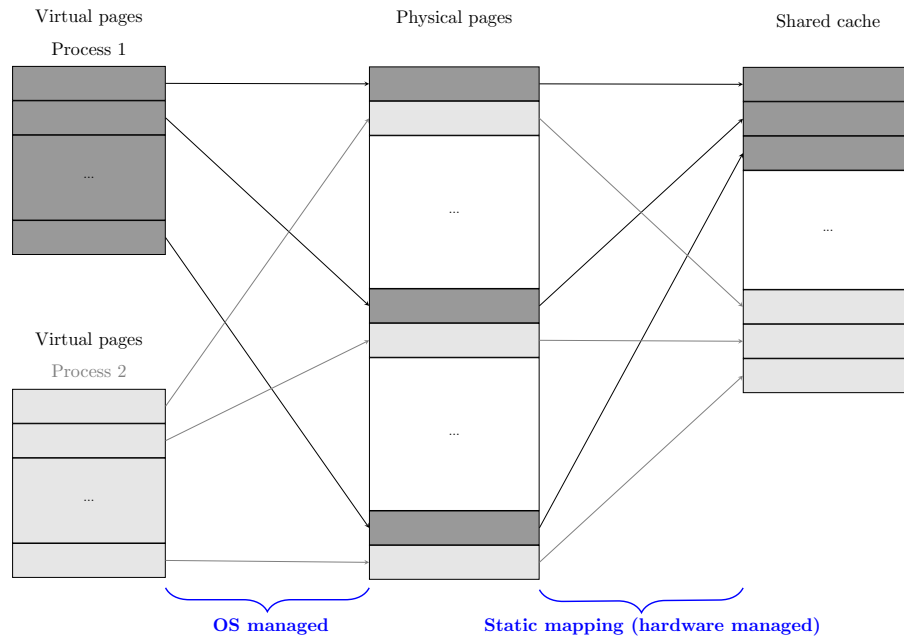 Virtual pages
Process 1
...
Virtual pages
Process 2
...
Physical pages
...
...
Shared cache
...
OS managed
Static mapping (hardware managed)